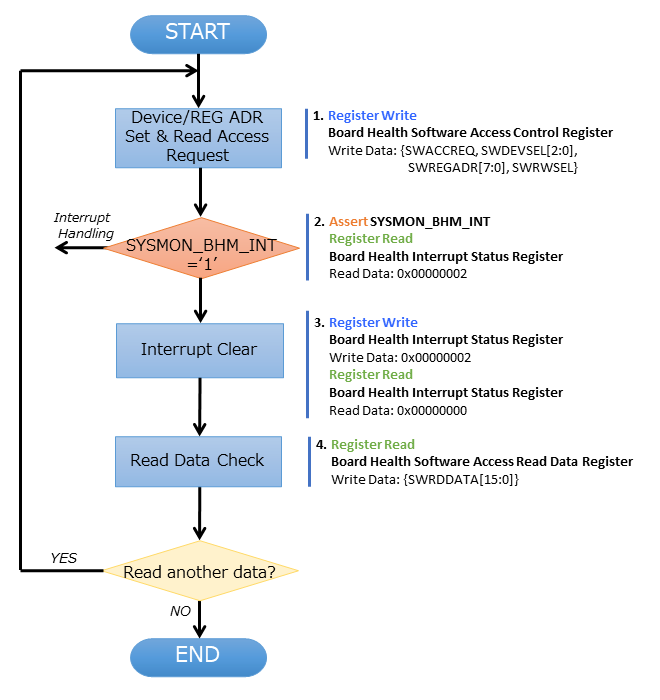 START
Device/REG ADR
Set & Read Access
Request
1. Register Write
Board Health Software Access Control Register
Write Data: {SWACCREQ, SWDEVSEL[2:0],
SWREGADR[7:0], SWRWSEL}
Interrupt
Handling
SYSMON_BHM_INT
=‘1’
2. Assert SYSMON_BHM_INT
Register Read
Board Health Interrupt Status Register
Read Data: 0x00000002
Interrupt Clear
3. Register Write
Board Health Interrupt Status Register
Write Data: 0x00000002
Register Read
Board Health Interrupt Status Register
Read Data: 0x00000000
Read Data Check
4. Register Read
Board Health Software Access Read Data Register
Write Data: {SWRDDATA[15:0]}
YES
Read another data?
NO
END